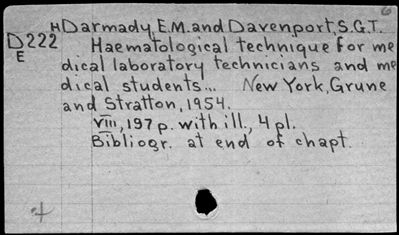 6
HDarmady, E.M. and Davenport, S.G.T.
D222
E
Haematological technique for me
dical laboratory technicians and me
dical students... New York, Grune
and Stratton, 1954.
VIII, 197 p. with ill., 4 pl.
Bibliogr. at end of chapt.